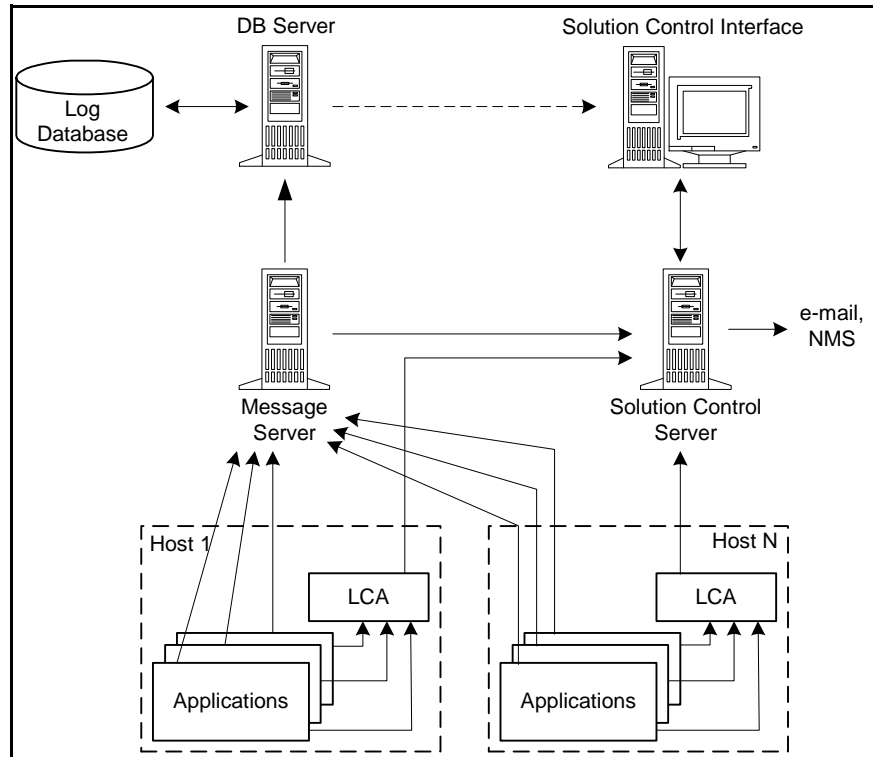 DB Server
Solution Control Interface
Log
Database
e-mail,
NMS
Message
Server
Solution Control
Server
Host 1
Host N
LCA
LCA
Applications
Applications